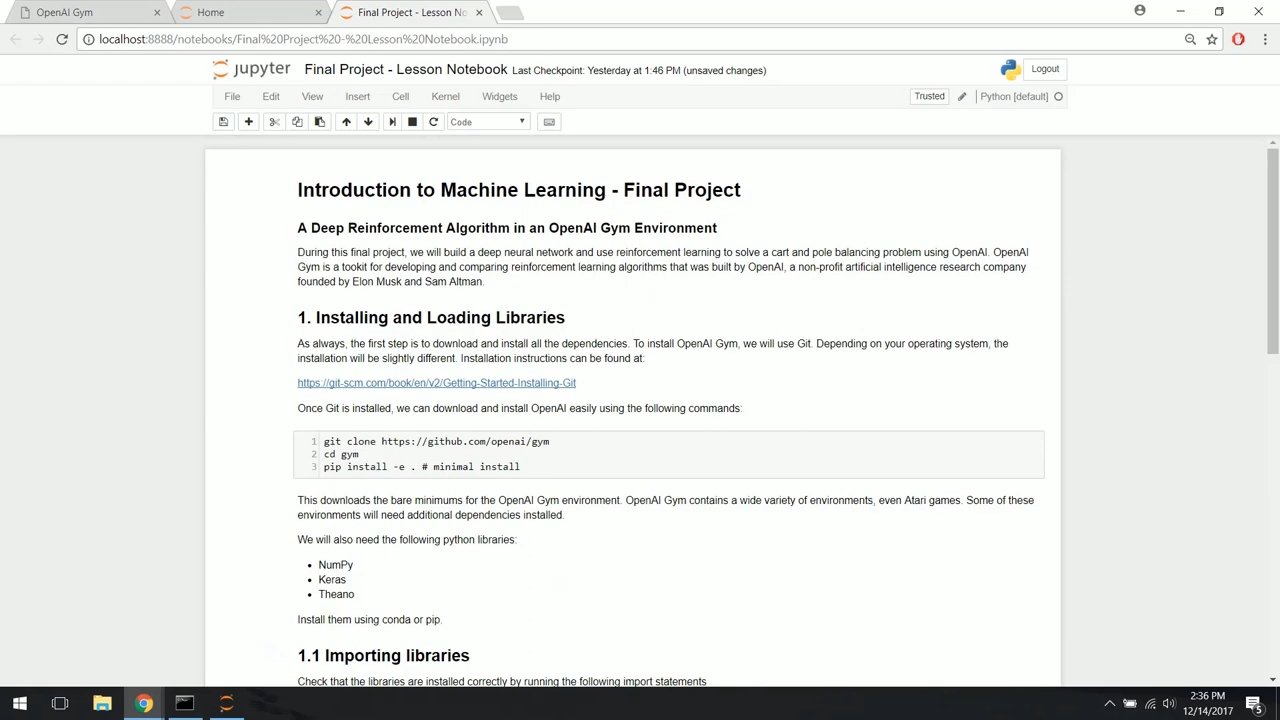 OpenAI Gym
Home
Final Project - Lesson No
localhost:8888/notebooks/Final%20Project%20-%20Lesson%20Notebook.ipynb
jupyter Final Project - Lesson Notebook Last Checkpoint: Yesterday at 1:46 PM (unsaved changes)
Logout
File Edit View Insert Cell Kernel Widgets Help
Trusted Python [default]
Code
Introduction to Machine Learning - Final Project
A Deep Reinforcement Algorithm in an OpenAI Gym Environment
During this final project, we will build a deep neural network and use reinforcement learning to solve a cart and pole balancing problem using OpenAI. OpenAI
Gym is a tookit for developing and comparing reinforcement learning algorithms that was built by OpenAI, a non-profit artificial intelligence research company
founded by Elon Musk and Sam Altman.
1. Installing and Loading Libraries
As always, the first step is to download and install all the dependencies. To install OpenAI Gym, we will use Git. Depending on your operating system, the
installation will be slightly different. Installation instructions can be found at:
https://git-scm.com/book/en/v2/Getting-Started-Installing-Git
Once Git is installed, we can download and install OpenAI easily using the following commands:
1 git clone https://github.com/openai/gym
2 cd gym
3 pip install -e . # minimal install
This downloads the bare minimums for the OpenAI Gym environment. OpenAI Gym contains a wide variety of environments, even Atari games. Some of these
environments will need additional dependencies installed.
We will also need the following python libraries:
• NumPy
• Keras
• Theano
Install them using conda or pip.
1.1 Importing libraries
Check that the libraries are installed correctly by running the following import statements
2:36 PM
12/14/2017
5